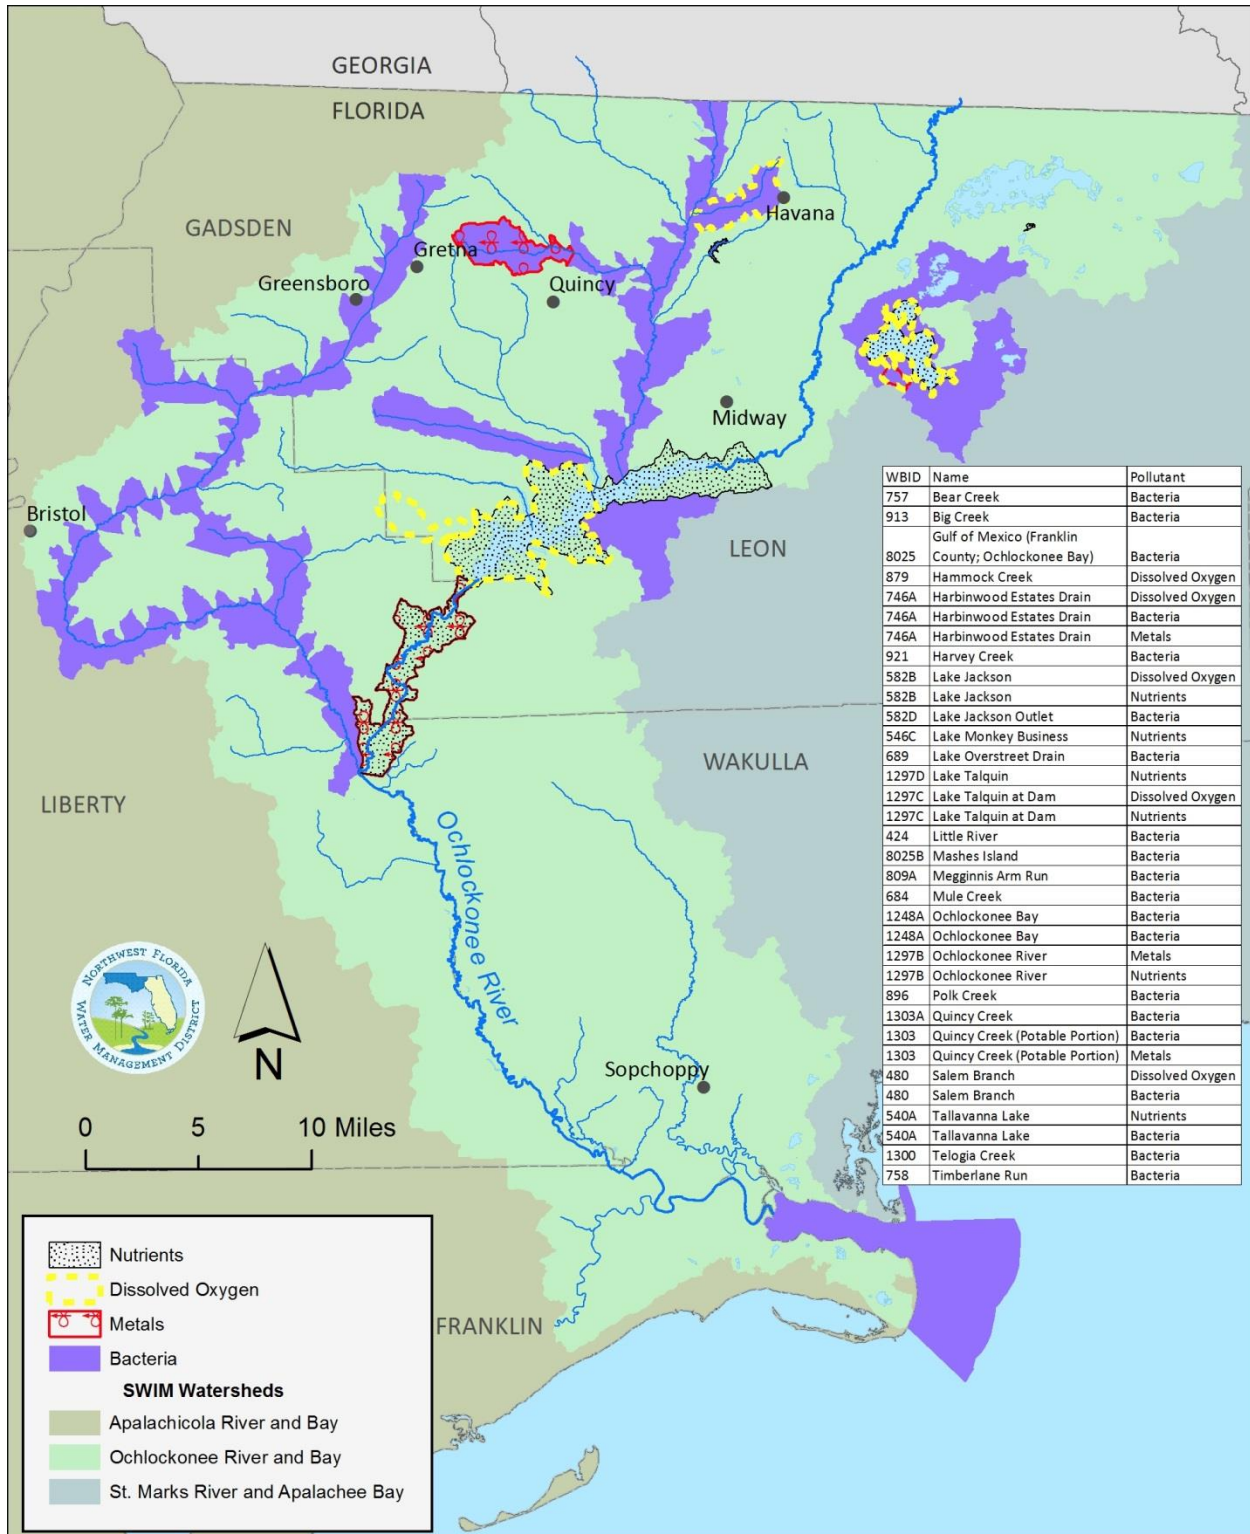 GEORGIA
FLORIDA
GADSDEN
Havana
Gretna
Greensboro
Quincy
Midway
Bristol
LEON
WAKULLA
LIBERTY
Ochlockonee River
Sopchoppy
FRANKLIN
NORTHWEST FLORIDA
WATER MANAGEMENT DISTRICT
N
0 5 10 Miles
WBID Name Pollutant
757 Bear Creek Bacteria
913 Big Creek Bacteria
Gulf of Mexico (Franklin
8025 County; Ochlockonee Bay) Bacteria
879 Hammock Creek Dissolved Oxygen
746A Harbinwood Estates Drain Dissolved Oxygen
746A Harbinwood Estates Drain Bacteria
746A Harbinwood Estates Drain Metals
921 Harvey Creek Bacteria
582B Lake Jackson Dissolved Oxygen
582B Lake Jackson Nutrients
582D Lake Jackson Outlet Bacteria
546C Lake Monkey Business Nutrients
689 Lake Overstreet Drain Bacteria
1297D Lake Talquin Nutrients
1297C Lake Talquin at Dam Dissolved Oxygen
1297C Lake Talquin at Dam Nutrients
424 Little River Bacteria
8025B Mashes Island Bacteria
809A Megginnis Arm Run Bacteria
684 Mule Creek Bacteria
1248A Ochlockonee Bay Bacteria
1248A Ochlockonee Bay Bacteria
1297B Ochlockonee River Metals
1297B Ochlockonee River Nutrients
896 Polk Creek Bacteria
1303A Quincy Creek Bacteria
1303 Quincy Creek (Potable Portion) Bacteria
1303 Quincy Creek (Potable Portion) Metals
480 Salem Branch Dissolved Oxygen
480 Salem Branch Bacteria
540A Tallavanna Lake Nutrients
540A Tallavanna Lake Bacteria
1300 Telogia Creek Bacteria
758 Timberlane Run Bacteria
Nutrients
Dissolved Oxygen
Metals
Bacteria
SWIM Watersheds
Apalachicola River and Bay
Ochlockonee River and Bay
St. Marks River and Apalachee Bay